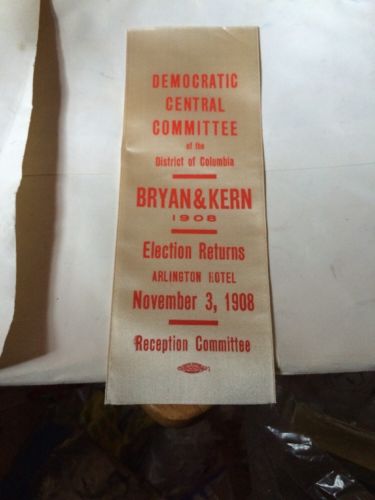 DEMOCRATIC
CENTRAL
COMMITTEE
of the
District of Columbia
BRYAN & KERN
1908
Election Returns
ARLINGTON HOTEL
November 3, 1908
Reception Committee